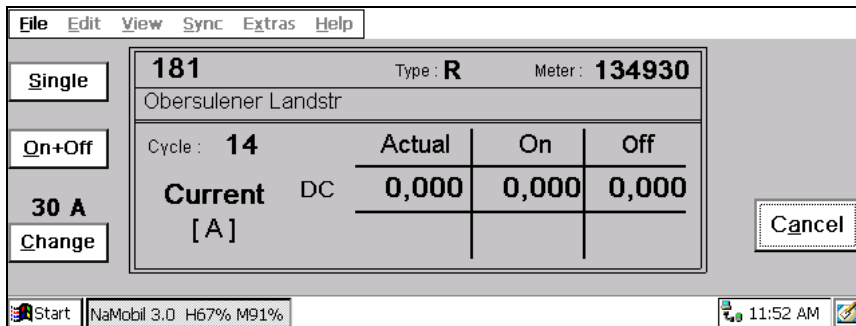 File Edit View Sync Extras Help
Single
On+Off
30 A
Change
181 Type : R Meter : 134930
Obersulener Landstr
Cycle : 14 Actual On Off
Current DC 0,000 0,000 0,000
[A]
Cancel
Start NaMobil 3.0 H67% M91% 11:52 AM